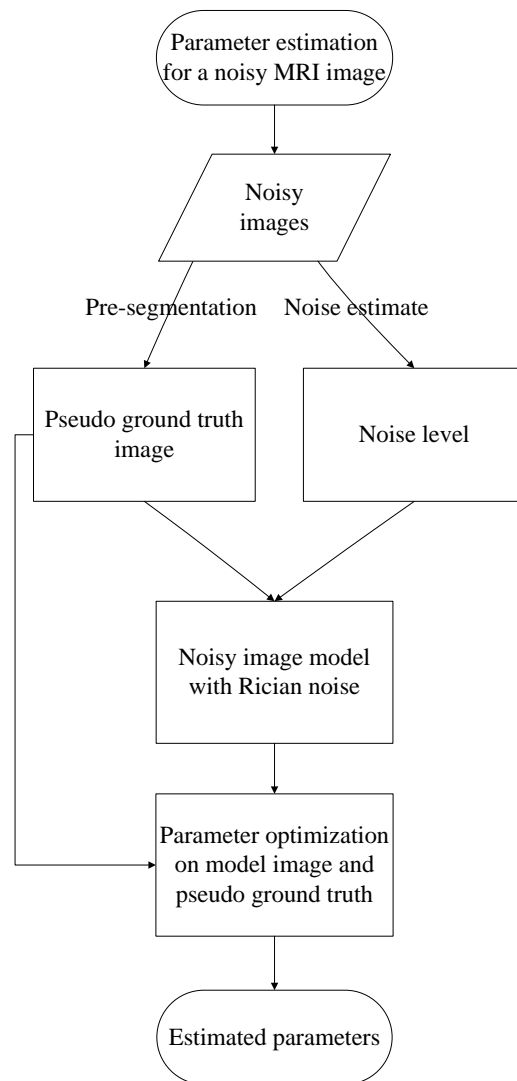 Parameter estimation
for a noisy MRI image
Noisy
images
Pre-segmentation
Noise estimate
Pseudo ground truth
image
Noise level
Noisy image model
with Rician noise
Parameter optimization
on model image and
pseudo ground truth
Estimated parameters